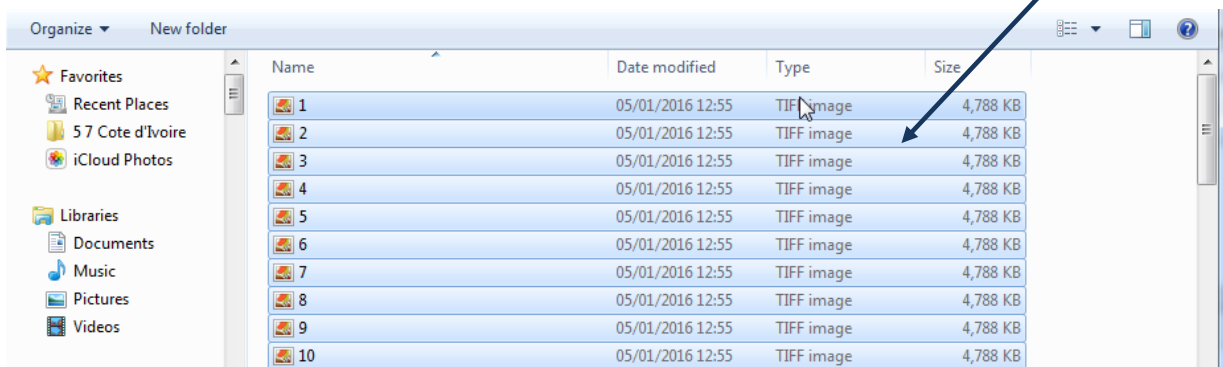 Organize New folder
Favorites
Recent Places
5 7 Cote d'Ivoire
iCloud Photos
Libraries
Documents
Music
Pictures
Videos
Name Date modified Type Size
1 05/01/2016 12:55 TIFF image 4,788 KB
2 05/01/2016 12:55 TIFF image 4,788 KB
3 05/01/2016 12:55 TIFF image 4,788 KB
4 05/01/2016 12:55 TIFF image 4,788 KB
5 05/01/2016 12:55 TIFF image 4,788 KB
6 05/01/2016 12:55 TIFF image 4,788 KB
7 05/01/2016 12:55 TIFF image 4,788 KB
8 05/01/2016 12:55 TIFF image 4,788 KB
9 05/01/2016 12:55 TIFF image 4,788 KB
10 05/01/2016 12:55 TIFF image 4,788 KB